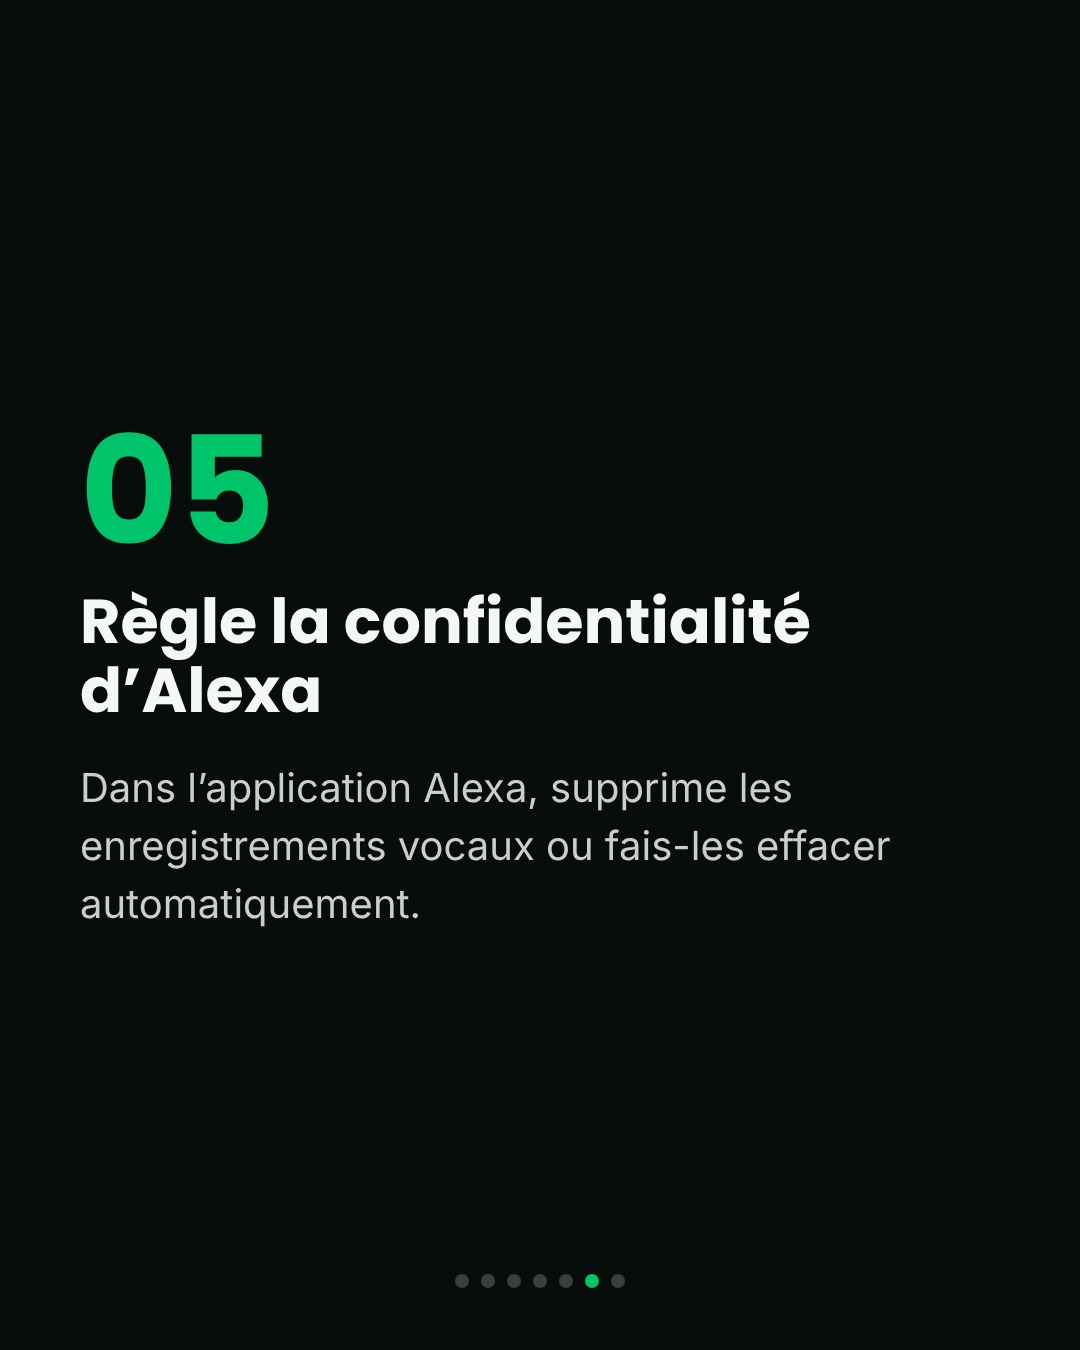 05
Règle la confidentialité
d’Alexa
Dans l’application Alexa, supprime les
enregistrements vocaux ou fais-les effacer
automatiquement.